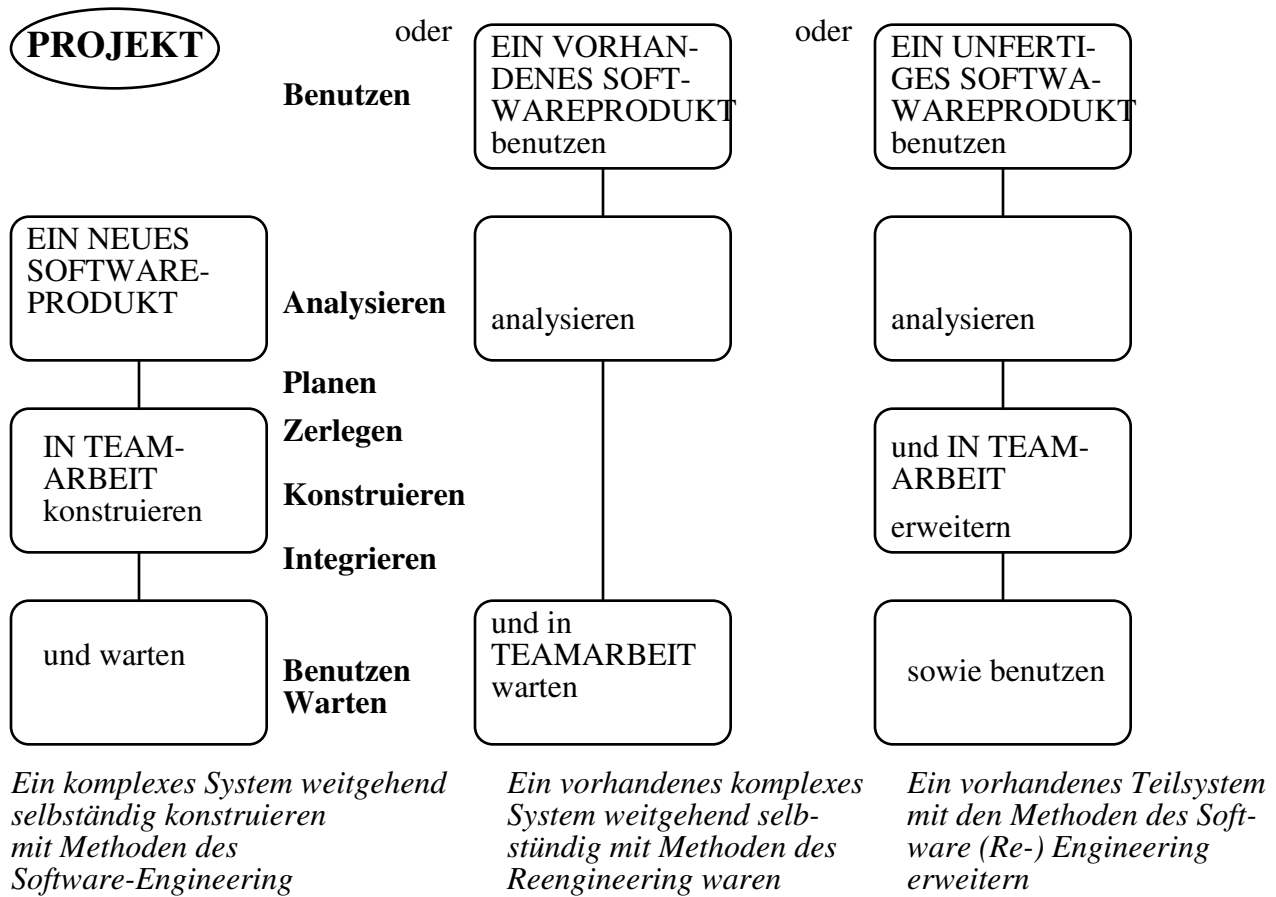 PROJEKT
oder
EIN VORHAN-
DENES SOFT-
WAREPRODUKT
benutzen
oder
EIN UNFERTI-
GES SOFTWA-
WAREPRODUKT
benutzen
Benutzen
EIN NEUES
SOFTWARE-
PRODUKT
Analysieren
analysieren
analysieren
Planen
Zerlegen
Konstruieren
Integrieren
IN TEAM-
ARBEIT
konstruieren
und IN TEAM-
ARBEIT
erweitern
und warten
Benutzen
Warten
und in
TEAMARBEIT
warten
sowie benutzen
Ein komplexes System weitgehend
selbständig konstruieren
mit Methoden des
Software-Engineering
Ein vorhandenes komplexes
System weitgehend selb-
stündig mit Methoden des
Reengineering waren
Ein vorhandenes Teilsystem
mit den Methoden des Soft-
ware (Re-) Engineering
erweitern